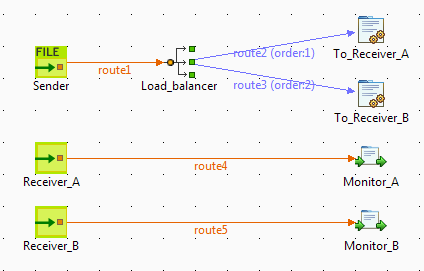 FILE
Sender
route1
Load_balancer
route2 (order:1)
To_Receiver_A
route3 (order:2)
To_Receiver_B
Receiver_A
route4
Monitor_A
Receiver_B
route5
Monitor_B